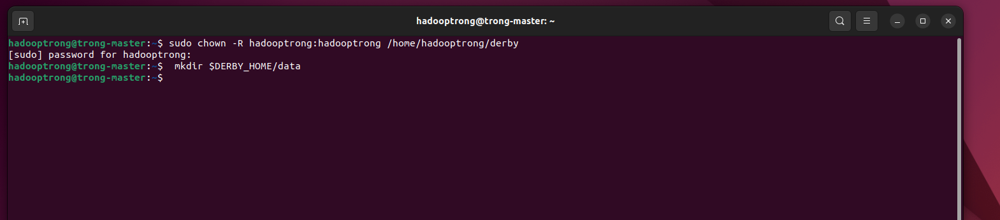 hadooptrong@trong-master: ~
hadooptrong@trong-master:~$ sudo chown -R hadooptrong:hadooptrong /home/hadooptrong/derby
[sudo] password for hadooptrong:
hadooptrong@trong-master:~$  mkdir $DERBY_HOME/data
hadooptrong@trong-master:~$